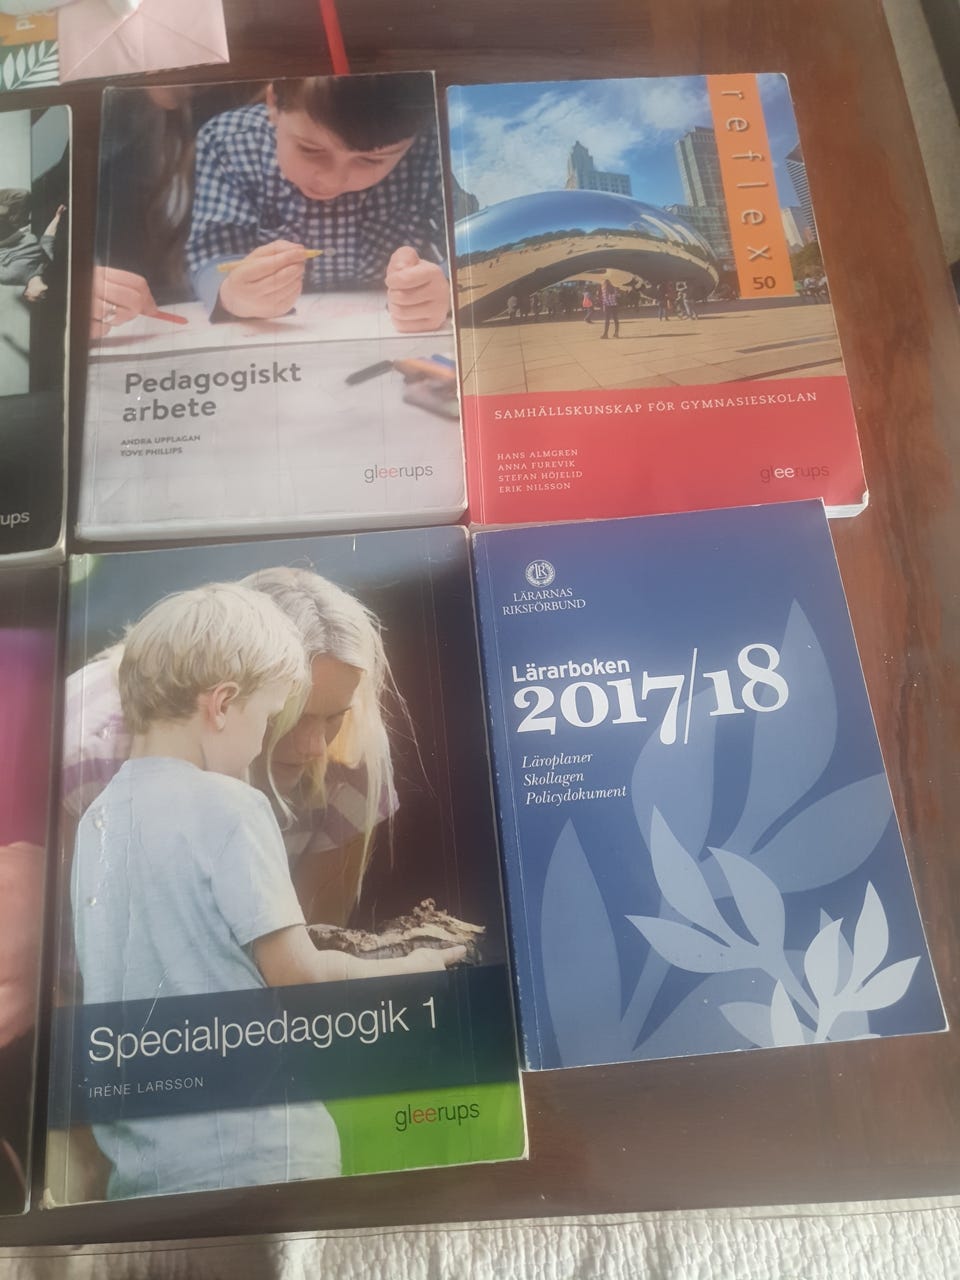 Pedagogiskt
arbete
ANDRA UPPLAGAN
TOVE PHILLIPS
gleerups
reflex
50
SAMHÄLLSKUNSKAP FÖR GYMNASIESKOLAN
HANS ALMGREN
ANNA FUREVIK
STEFAN HÖJELID
ERIK NILSSON
gleerups
ups
LR
LÄRARNAS
RIKSFÖRBUND
Lärarboken
2017/18
Läroplaner
Skollagen
Policydokument
Specialpedagogik 1
IRÉNE LARSSON
gleerups